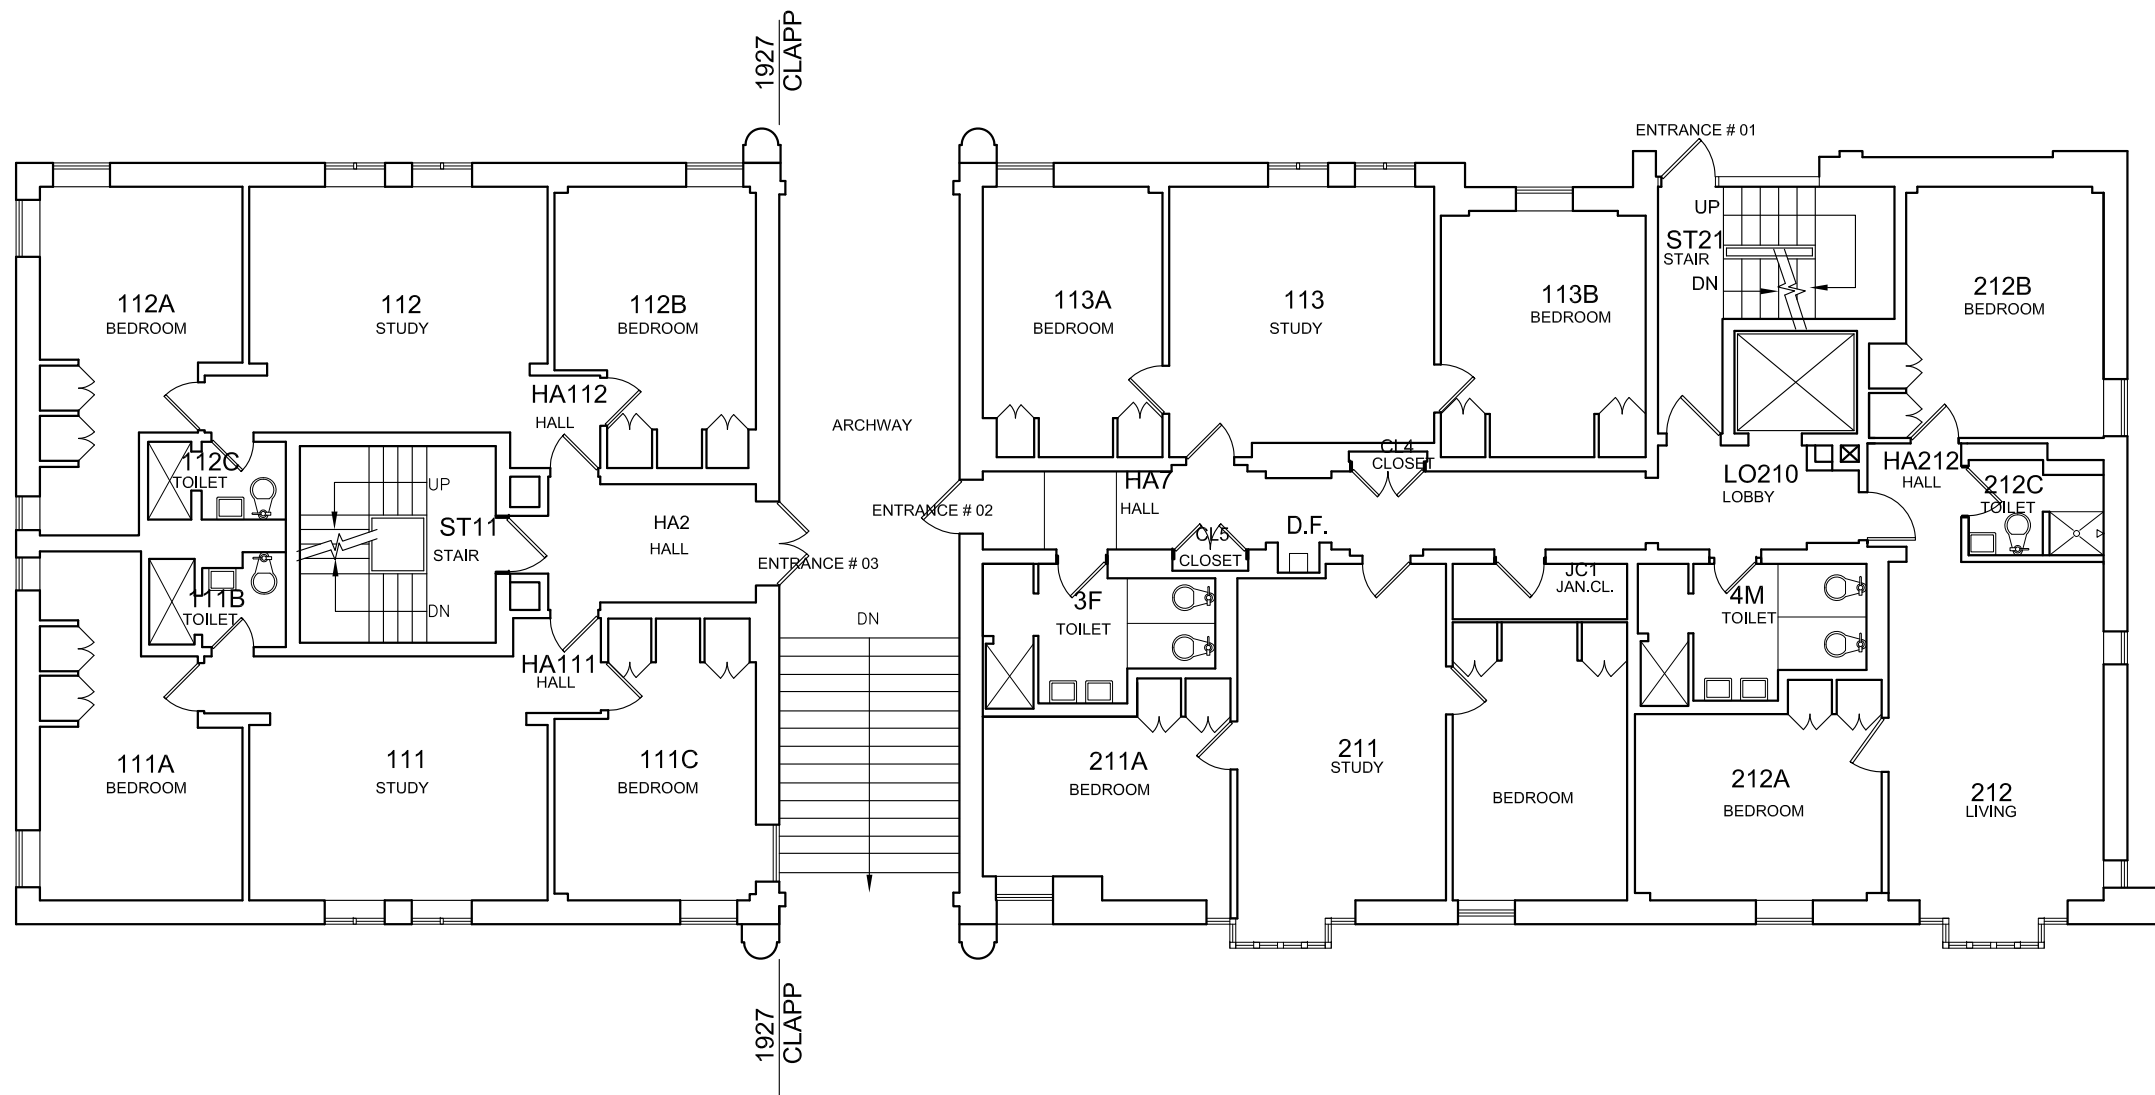 1927
CLAPP
ENTRANCE # 01
UP
ST21
STAIR
DN
112A
BEDROOM
112
STUDY
112B
BEDROOM
113A
BEDROOM
113
STUDY
113B
BEDROOM
212B
BEDROOM
HA112
HALL
ARCHWAY
CL4
CLOSET
112C
TOILET
UP
ST11
STAIR
DN
HA2
HALL
ENTRANCE # 02
HA7
HALL
D.F.
LO210
LOBBY
HA212
HALL
212C
TOILET
ENTRANCE # 03
CL5
CLOSET
JC1
JAN.CL.
111B
TOILET
3F
TOILET
4M
TOILET
DN
HA111
HALL
111A
BEDROOM
111
STUDY
111C
BEDROOM
211A
BEDROOM
211
STUDY
BEDROOM
212A
BEDROOM
212
LIVING
1927
CLAPP